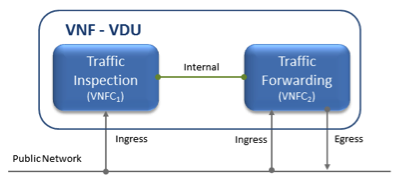 VNF - VDU
Traffic
Inspection
(VNFC1)
Internal
Traffic
Forwarding
(VNFC2)
Ingress
Ingress
Egress
Public Network